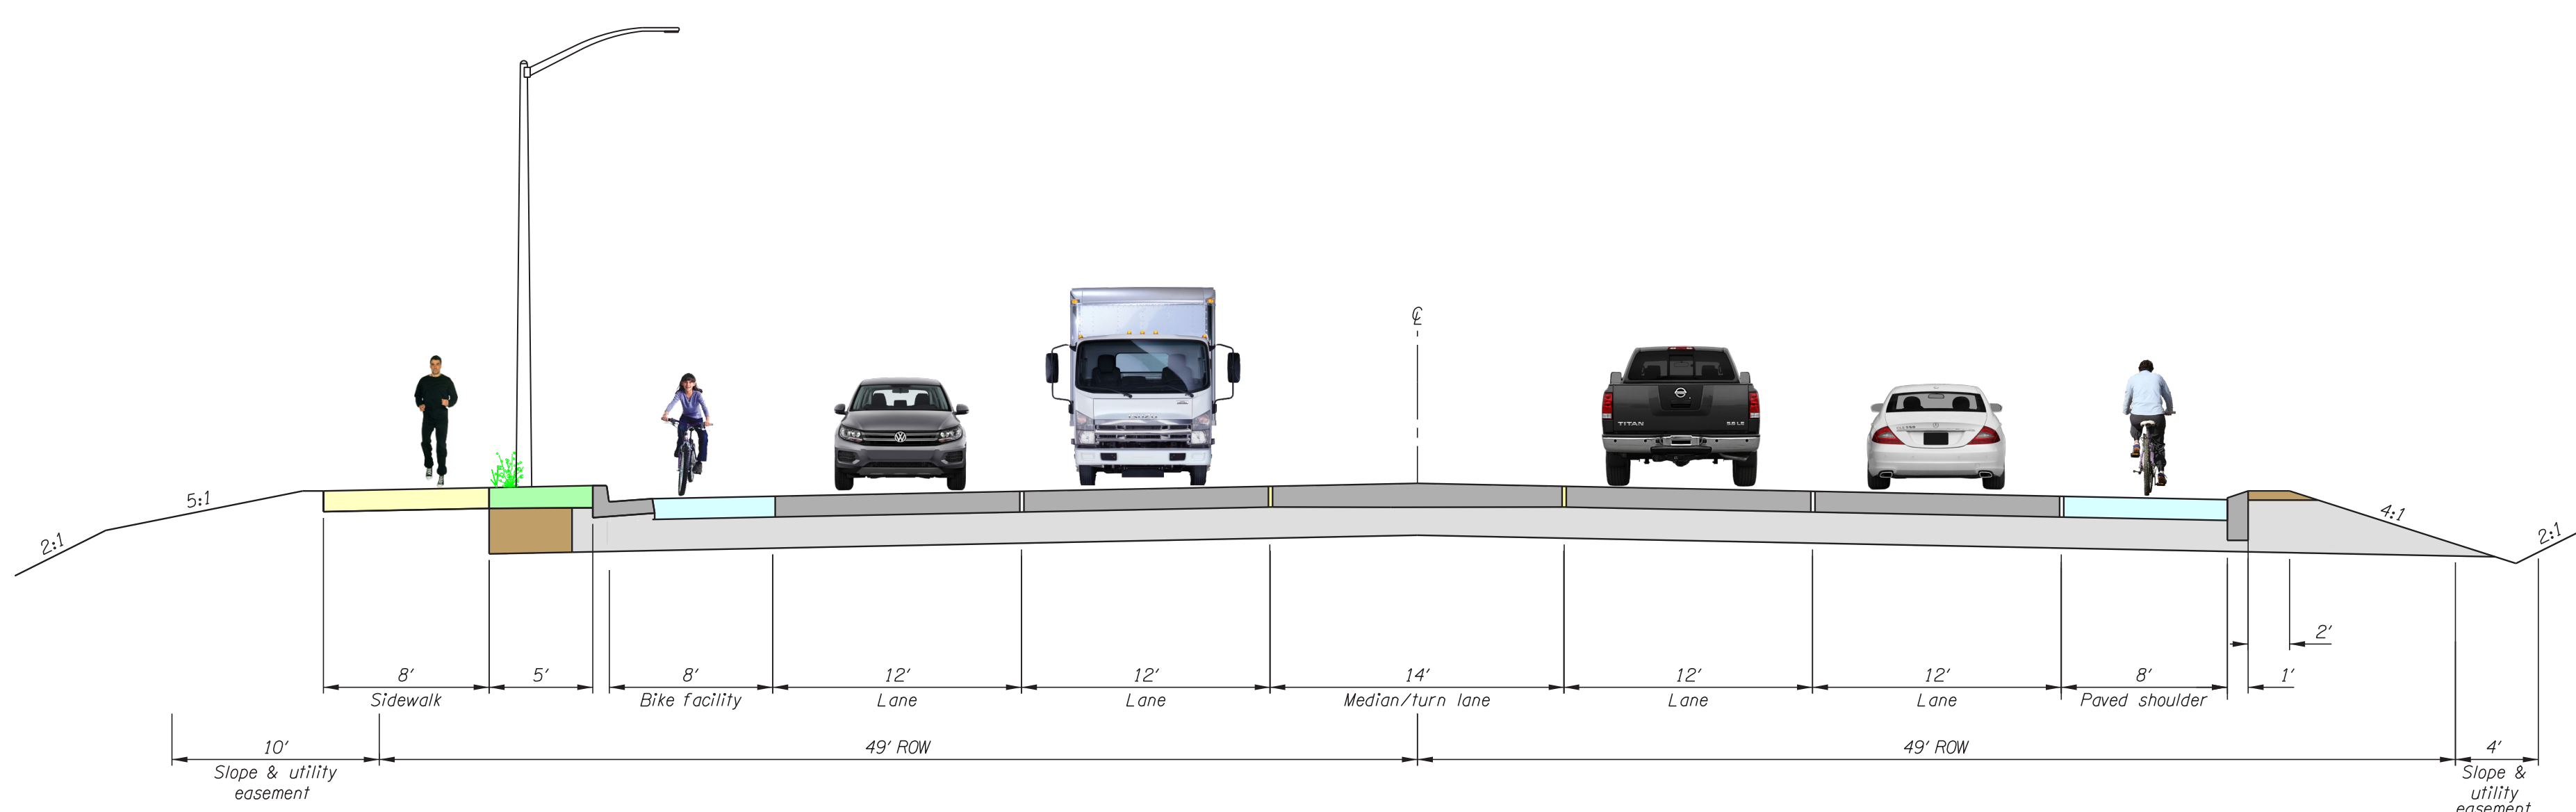 ℄
TITAN
5:1
2:1
4:1
2:1
2′
8′
5′
8′
12′
12′
14′
12′
12′
8′
1′
Sidewalk
Bike facility
Lane
Lane
Median/turn lane
Lane
Lane
Paved shoulder
10′
49′ ROW
49′ ROW
4′
Slope & utility
easement
Slope &
utility
easement